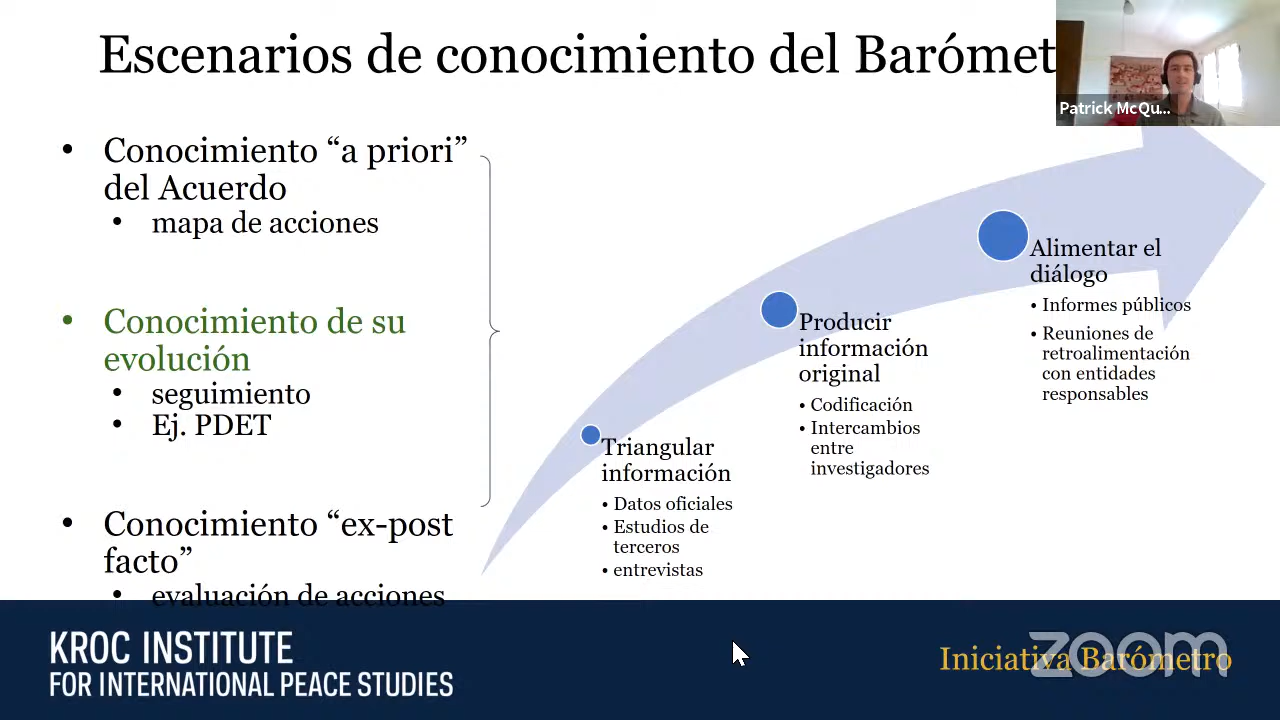 Escenarios de conocimiento del Baró
Patrick McQu...
• Conocimiento “a priori”
del Acuerdo
• mapa de acciones
• Conocimiento de su
evolución
• seguimiento
• Ej. PDET
• Conocimiento “ex-post
facto”
• evaluación de acciones
Triangular
información
• Datos oficiales
• Estudios de
terceros
• entrevistas
Producir
información
original
• Codificación
• Intercambios
entre
investigadores
Alimentar el
diálogo
• Informes públicos
• Reuniones de
retroalimentación
con entidades
responsables
KROC INSTITUTE
FOR INTERNATIONAL PEACE STUDIES
Iniciativa Barómetro
zoom